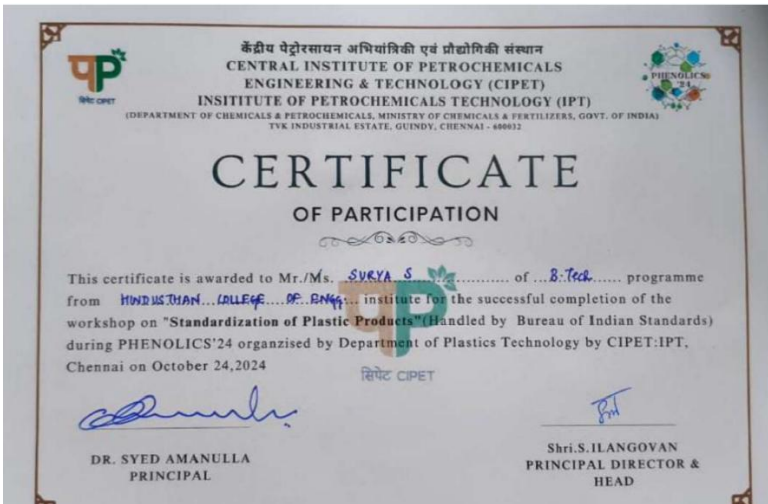 केंद्रीय पेट्रोरसायन अभियांत्रिकी एवं प्रौद्योगिकी संस्थान
CENTRAL INSTITUTE OF PETROCHEMICALS
ENGINEERING & TECHNOLOGY (CIPET)
INSITITUTE OF PETROCHEMICALS TECHNOLOGY (IPT)
(DEPARTMENT OF CHEMICALS & PETROCHEMICALS, MINISTRY OF CHEMICALS & FERTILIZERS, GOVT. OF INDIA)
TVK INDUSTRIAL ESTATE, GUINDY, CHENNAI - 600032
सिपेट CIPET
PHENOLICS
'24
CERTIFICATE
OF PARTICIPATION
This certificate is awarded to Mr./Ms. SURYA S ............ of ...B.Tech...... programme
from HINDUSTHAN...COLLEGE...OF ENGG... institute for the successful completion of the
workshop on "Standardization of Plastic Products"(Handled by Bureau of Indian Standards)
during PHENOLICS'24 organzised by Department of Plastics Technology by CIPET:IPT,
Chennai on October 24,2024
सिपेट CIPET
DR. SYED AMANULLA
PRINCIPAL
Shri.S.ILANGOVAN
PRINCIPAL DIRECTOR &
HEAD